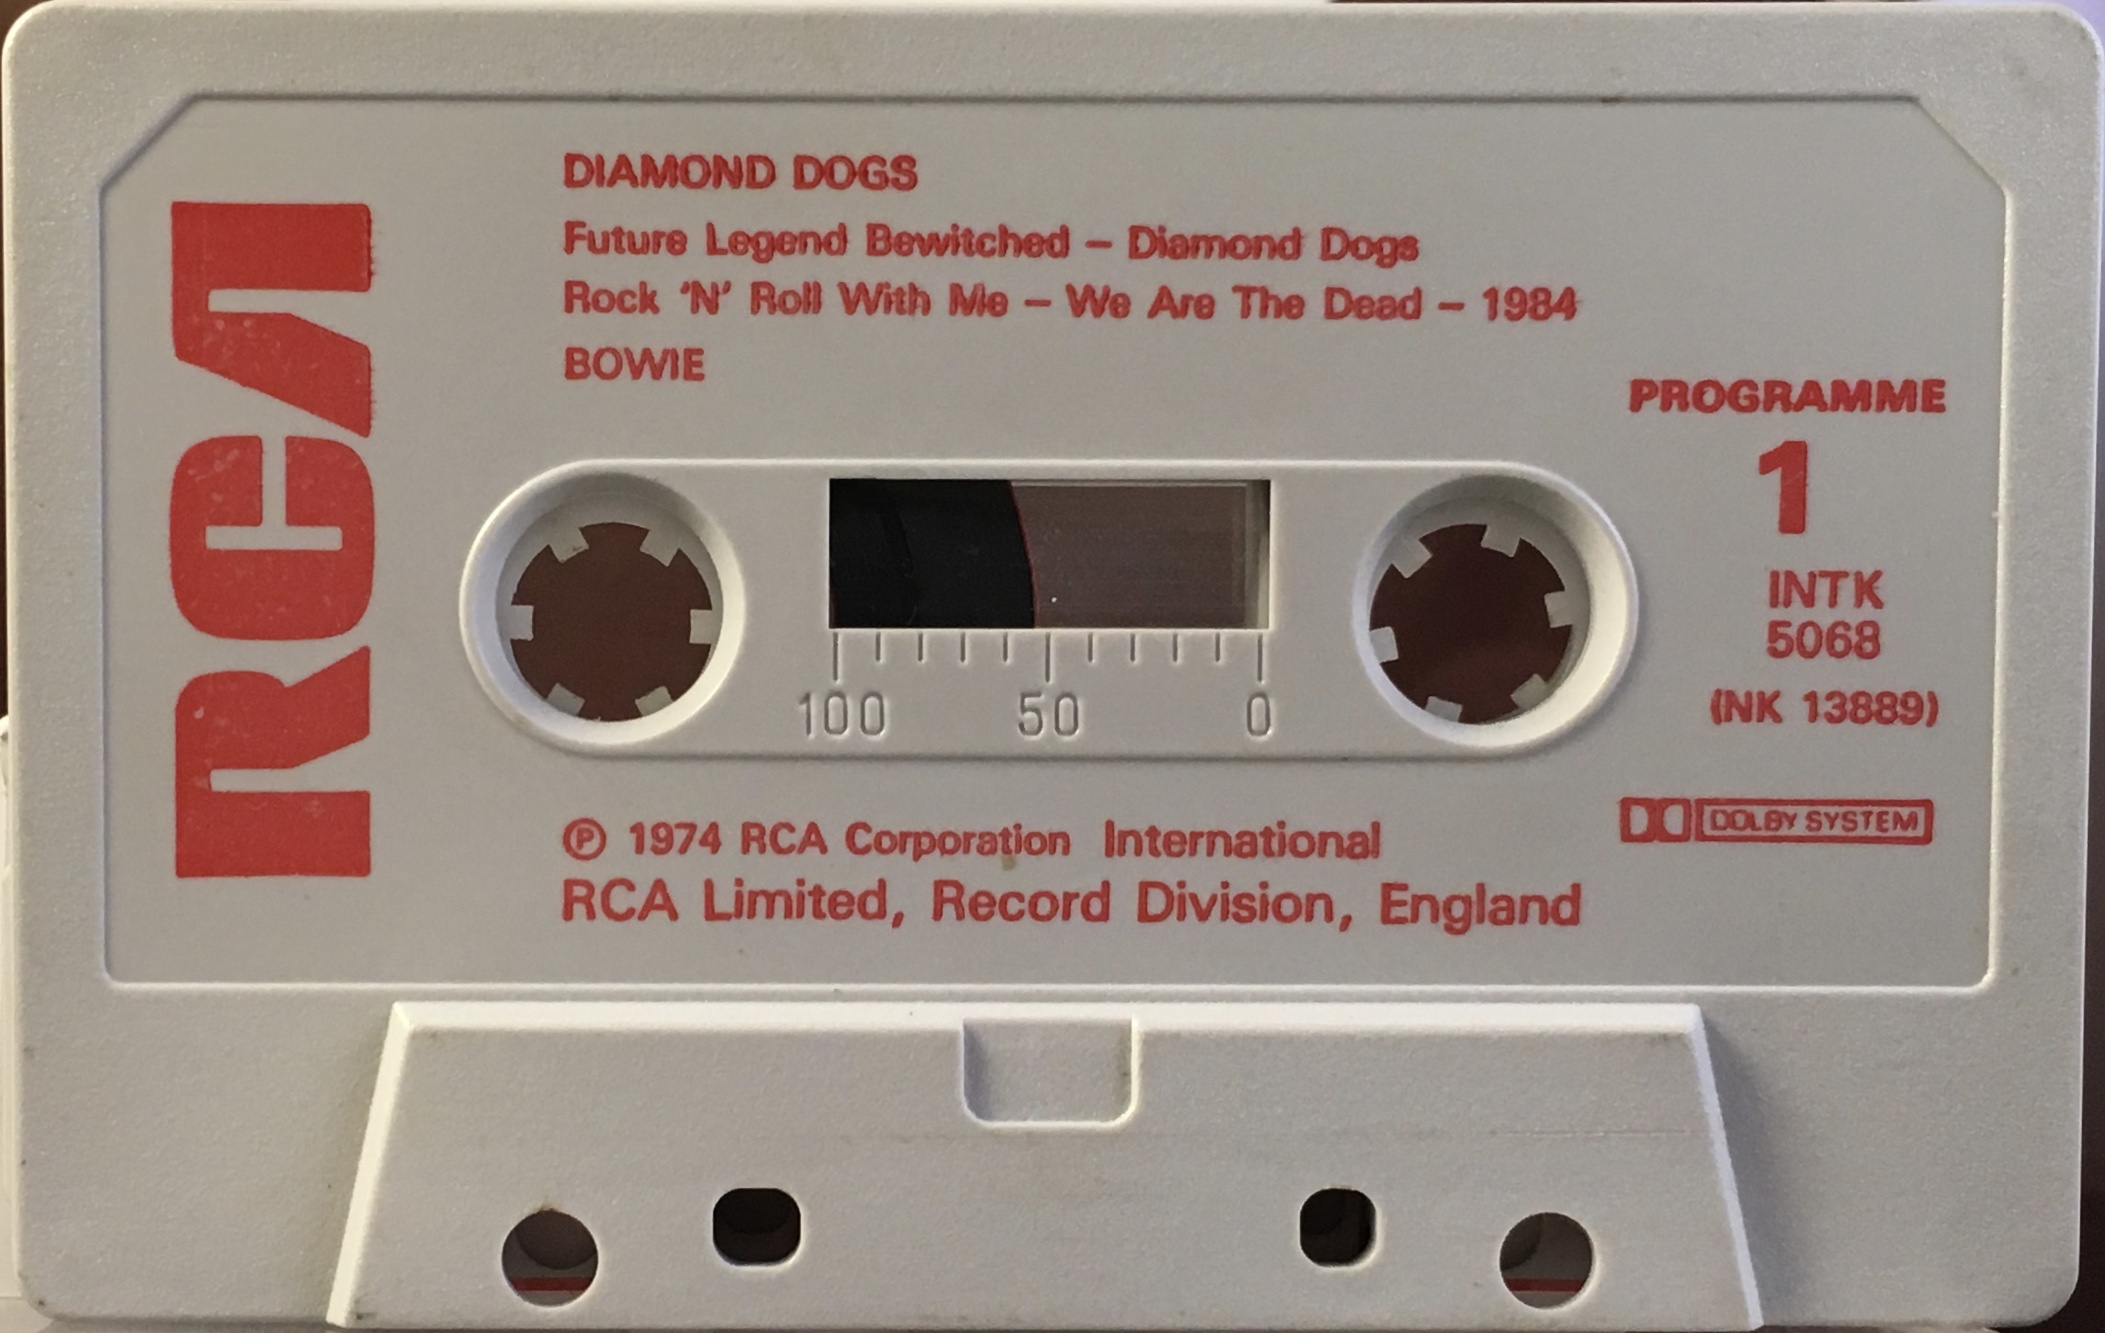 RCA
DIAMOND DOGS
Future Legend Bewitched – Diamond Dogs
Rock ‘N’ Roll With Me – We Are The Dead – 1984
BOWIE
PROGRAMME
1
INTK
5068
(NK 13889)
100 50 0
DOLBY SYSTEM
Ⓟ 1974 RCA Corporation International
RCA Limited, Record Division, England